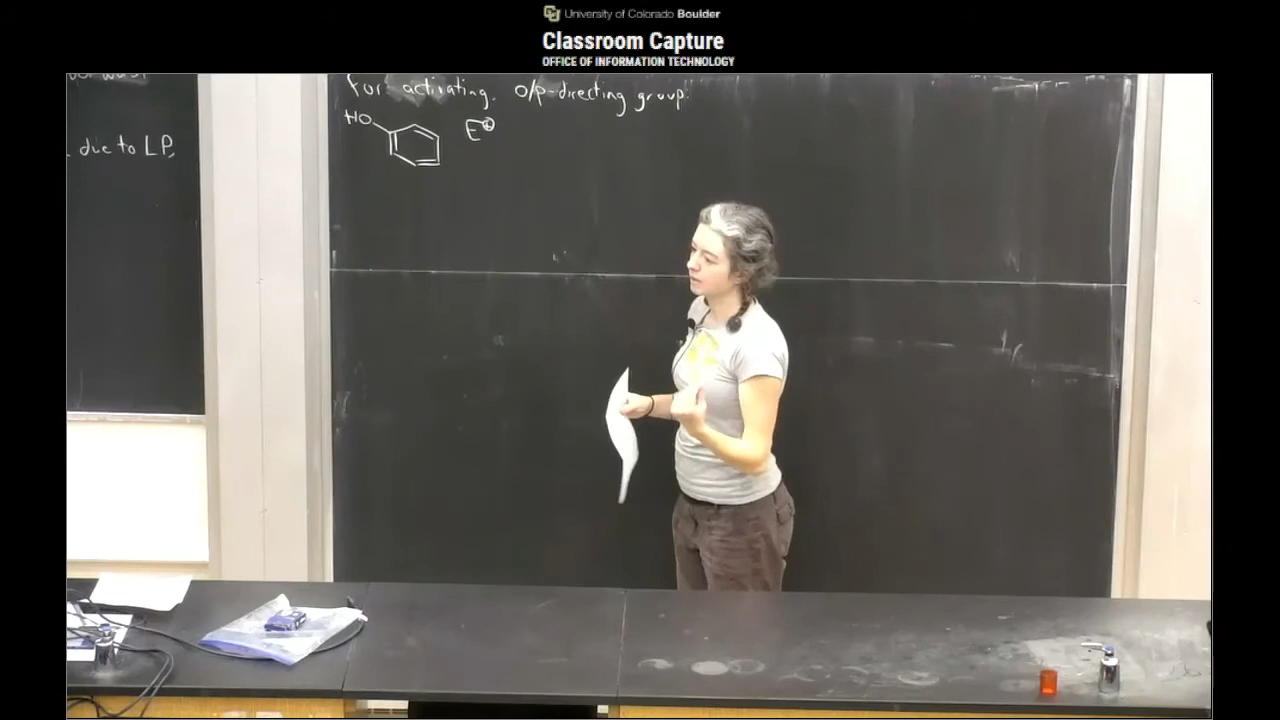 University of Colorado Boulder
Classroom Capture
OFFICE OF INFORMATION TECHNOLOGY
due to LP,
For activating, o/p-directing group:
HO
E⊕